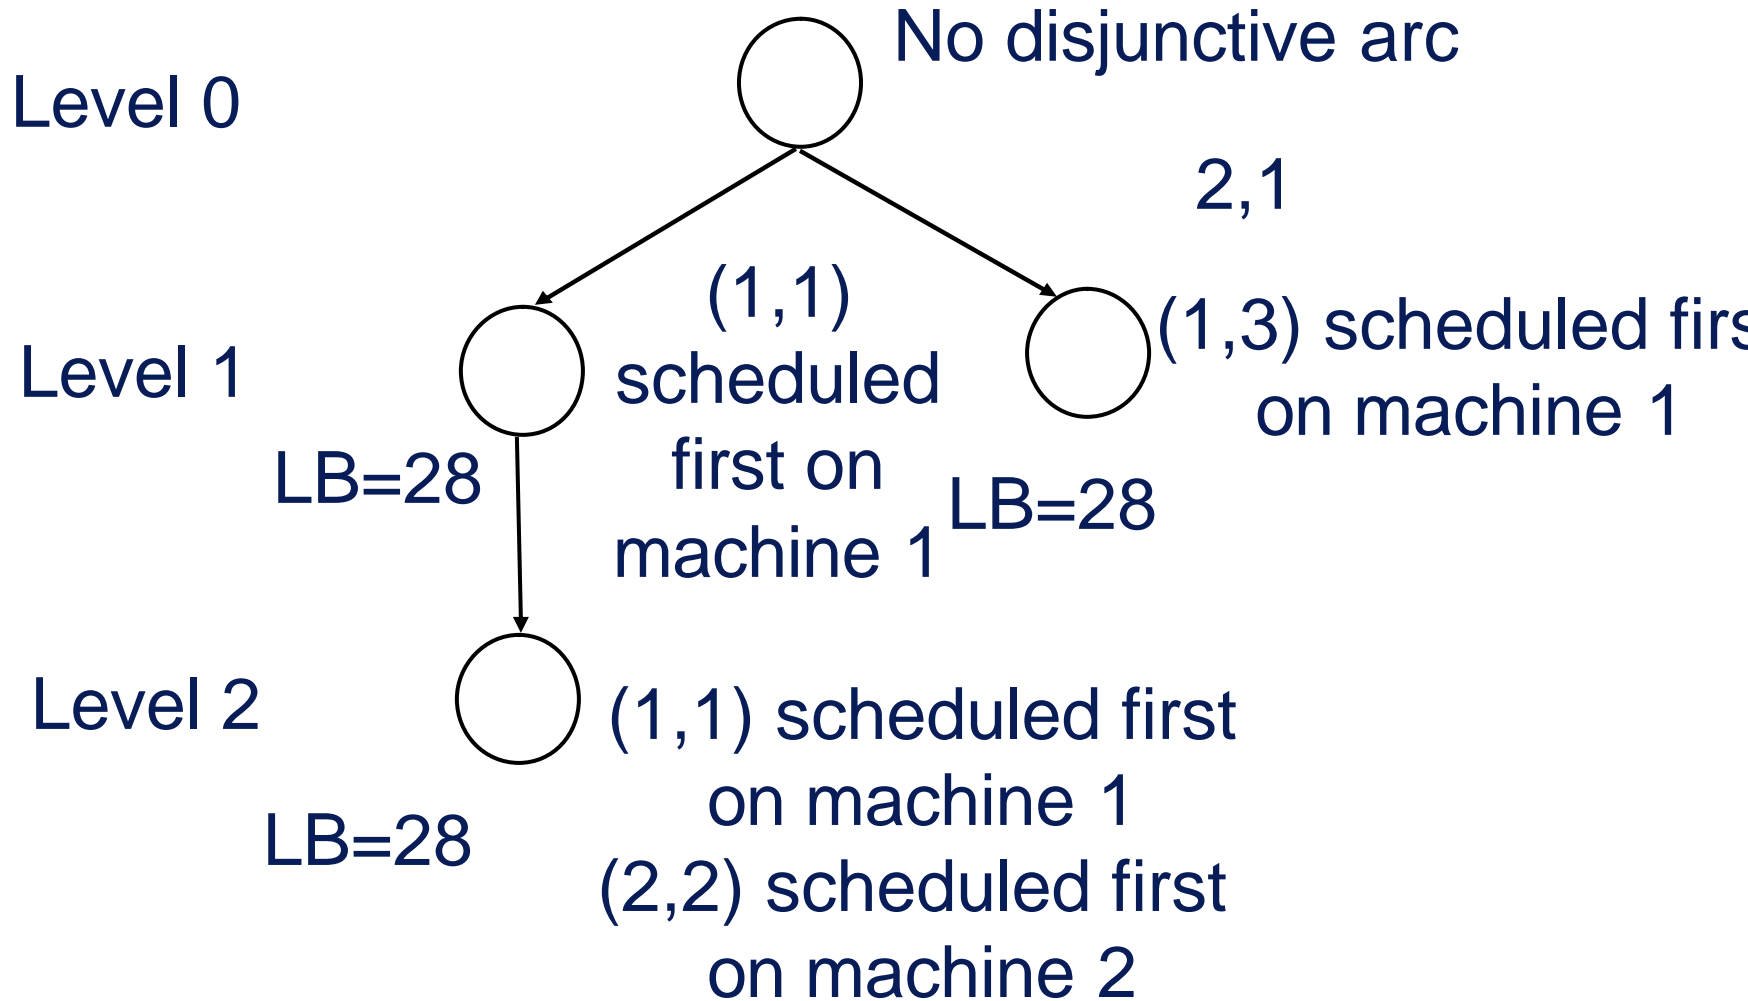 No disjunctive arc
Level 0
2,1
(1,1)
scheduled
first on
machine 1
(1,3) scheduled firs
on machine 1
Level 1
LB=28
LB=28
Level 2
(1,1) scheduled first
on machine 1
(2,2) scheduled first
on machine 2
LB=28